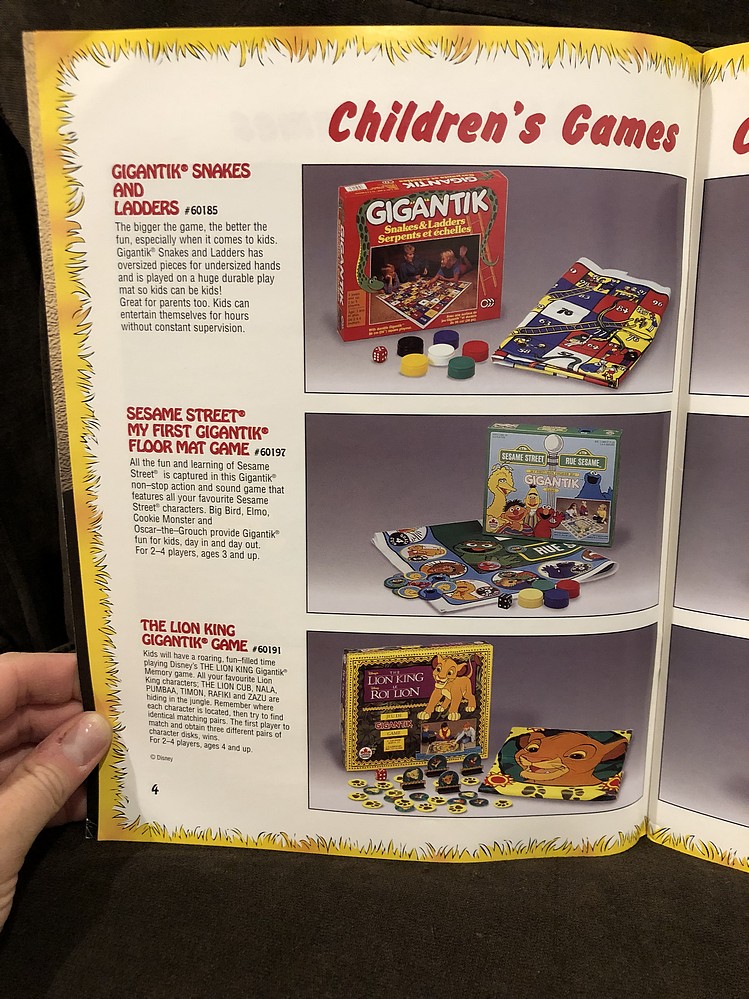 Children's Games
C
GIGANTIK® SNAKES
AND
LADDERS #60185
The bigger the game, the better the
fun, especially when it comes to kids.
Gigantik® Snakes and Ladders has
oversized pieces for undersized hands
and is played on a huge durable play
mat so kids can be kids!
Great for parents too. Kids can
entertain themselves for hours
without constant supervision.
GIGANTIK
GIGANTIK
Snakes & Ladders
Serpents et échelles
GIGANTIK
SESAME STREET®
MY FIRST GIGANTIK®
FLOOR MAT GAME #60197
All the fun and learning of Sesame
Street® is captured in this Gigantik®
non-stop action and sound game that
features all your favourite Sesame
Street® characters. Big Bird, Elmo,
Cookie Monster and
Oscar-the-Grouch provide Gigantik®
fun for kids, day in and day out.
For 2-4 players, ages 3 and up.
SESAME STREET
RUE SESAME
GIGANTIK
RUE
THE LION KING
GIGANTIK® GAME #60191
Kids will have a roaring, fun-filled time
playing Disney's THE LION KING Gigantik®
Memory game. All your favourite Lion
King characters; THE LION CUB, NALA,
PUMBAA, TIMON, RAFIKI and ZAZU are
hiding in the jungle. Remember where
each character is located, then try to find
identical matching pairs. The first player to
match and obtain three different pairs of
character disks, wins.
For 2-4 players, ages 4 and up.
© Disney
THE
LION KING
LE
ROI LION
JEU DE
GIGANTIK
GAME
4